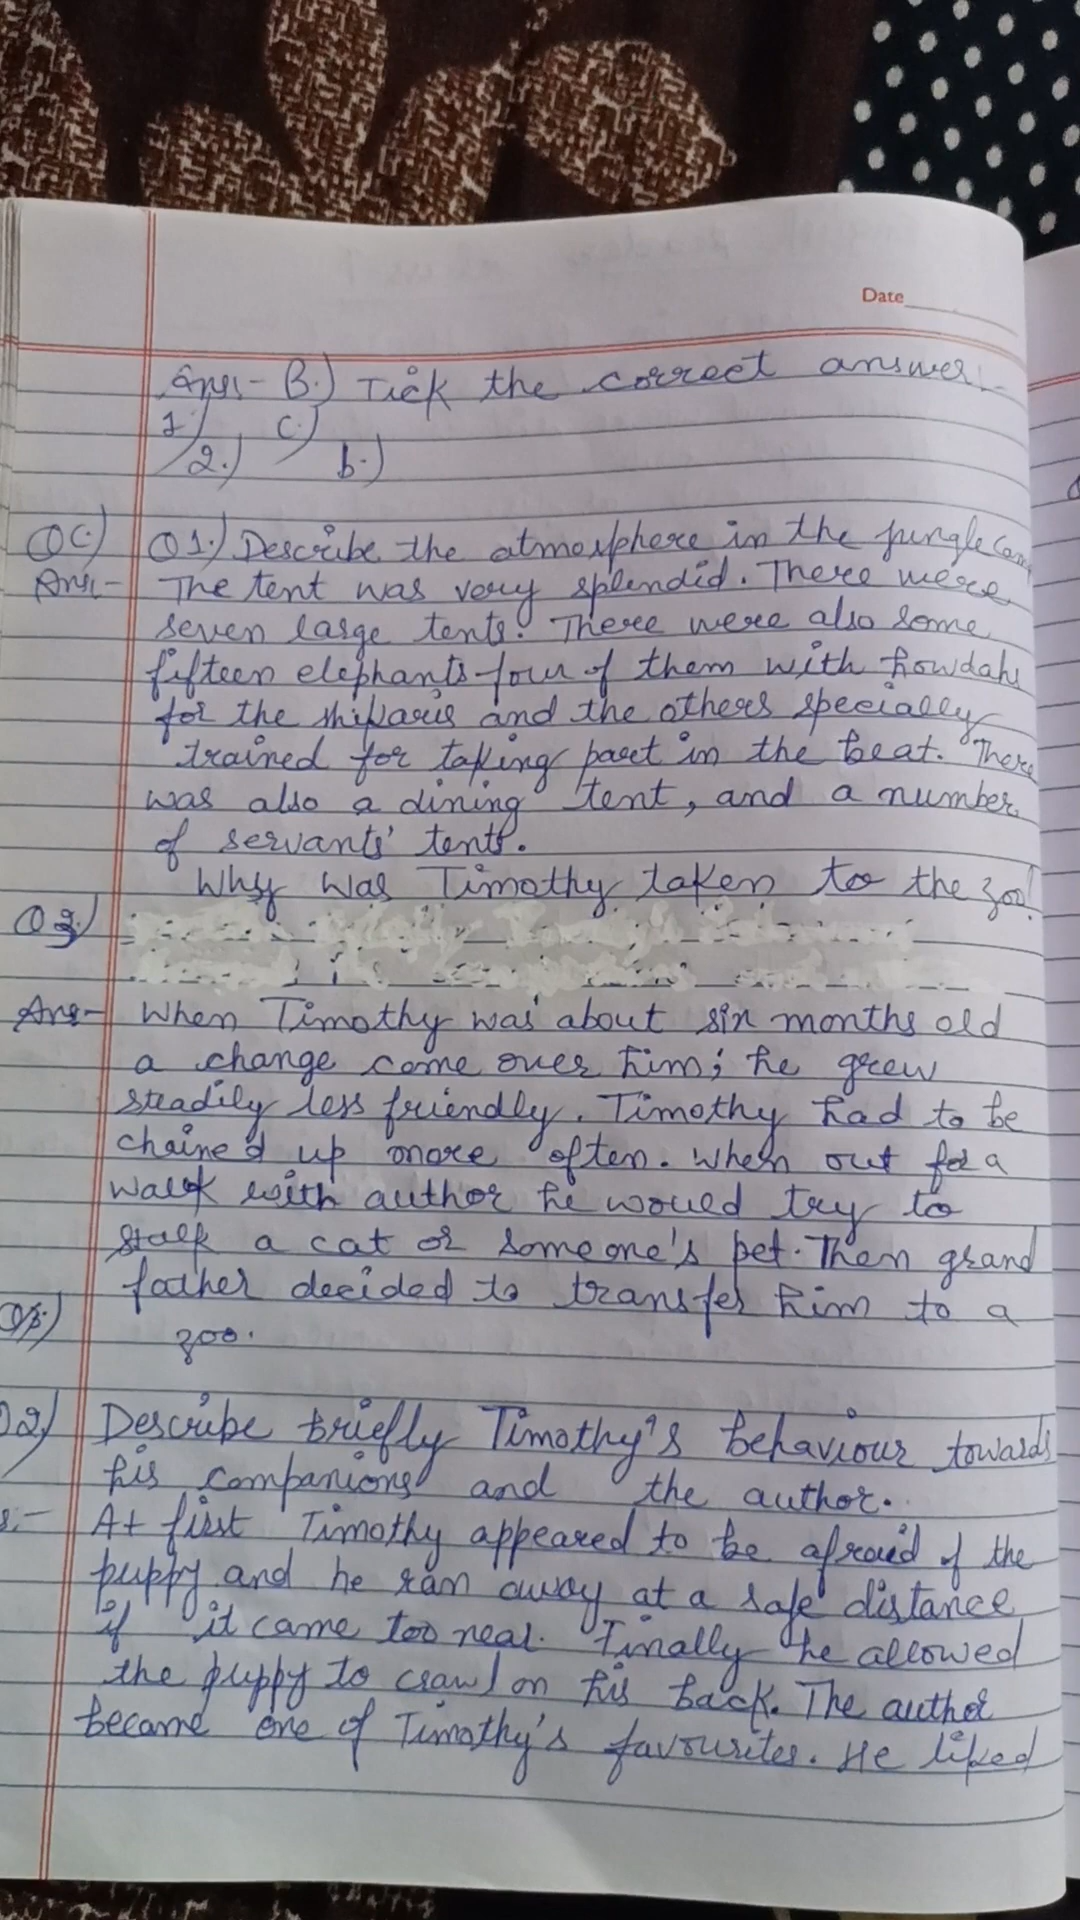 Date
Ans:- B.) Tick the correct answer:-
1.) c.)
2.) b.)
Q C.) Q 1.) Describe the atmosphere in the jungle
Ans:- The tent was very splendid. There were
seven large tents. There were also some
fifteen elephants-four of them with howdahs
for the shikaris and the others specially
trained for taking part in the beat. There
was also a dining tent, and a number
of servants' tents.
Why was Timothy taken to the zoo?
Q 3.)
Ans- When Timothy was about six months old
a change came over him; he grew
steadily less friendly. Timothy had to be
chained up more often. When out for a
walk with author he would try to
stalk a cat or someone's pet. Then grand
father decided to transfer him to a
zoo.
Q 2.) Describe briefly Timothy's behaviour towards
his companions and the author.
s:- At first Timothy appeared to be afraid of the
puppy and he ran away at a safe distance
if it came too near. Finally he allowed
the puppy to crawl on his back. The author
became one of Timothy's favourites. He liked